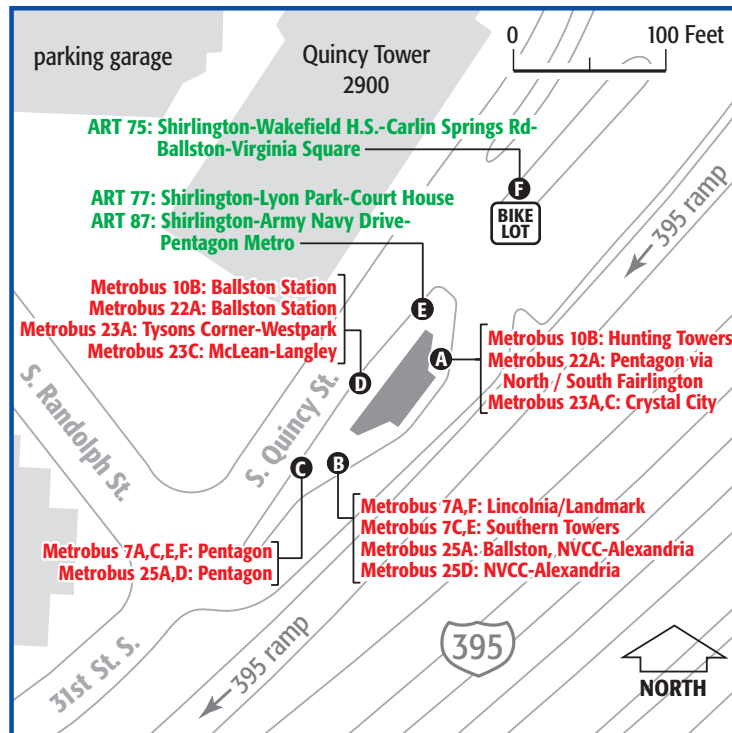 parking garage
Quincy Tower
2900
0 100 Feet
ART 75: Shirlington-Wakefield H.S.-Carlin Springs Rd-
Ballston-Virginia Square
F
BIKE
LOT
395 ramp
ART 77: Shirlington-Lyon Park-Court House
ART 87: Shirlington-Army Navy Drive-
Pentagon Metro
E
Metrobus 10B: Ballston Station
Metrobus 22A: Ballston Station
Metrobus 23A: Tysons Corner-Westpark
Metrobus 23C: McLean-Langley
D
A
Metrobus 10B: Hunting Towers
Metrobus 22A: Pentagon via
North / South Fairlington
Metrobus 23A,C: Crystal City
S. Randolph St.
S. Quincy St.
C
B
Metrobus 7A,C,E,F: Pentagon
Metrobus 25A,D: Pentagon
Metrobus 7A,F: Lincolnia/Landmark
Metrobus 7C,E: Southern Towers
Metrobus 25A: Ballston, NVCC-Alexandria
Metrobus 25D: NVCC-Alexandria
31st St. S.
395 ramp
395
NORTH